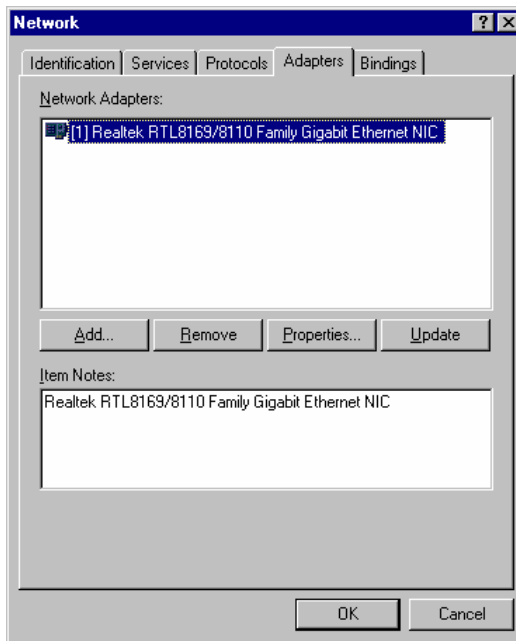 Network
Identification Services Protocols Adapters Bindings
Network Adapters:
[1] Realtek RTL8169/8110 Family Gigabit Ethernet NIC
Add... Remove Properties... Update
Item Notes:
Realtek RTL8169/8110 Family Gigabit Ethernet NIC
OK Cancel